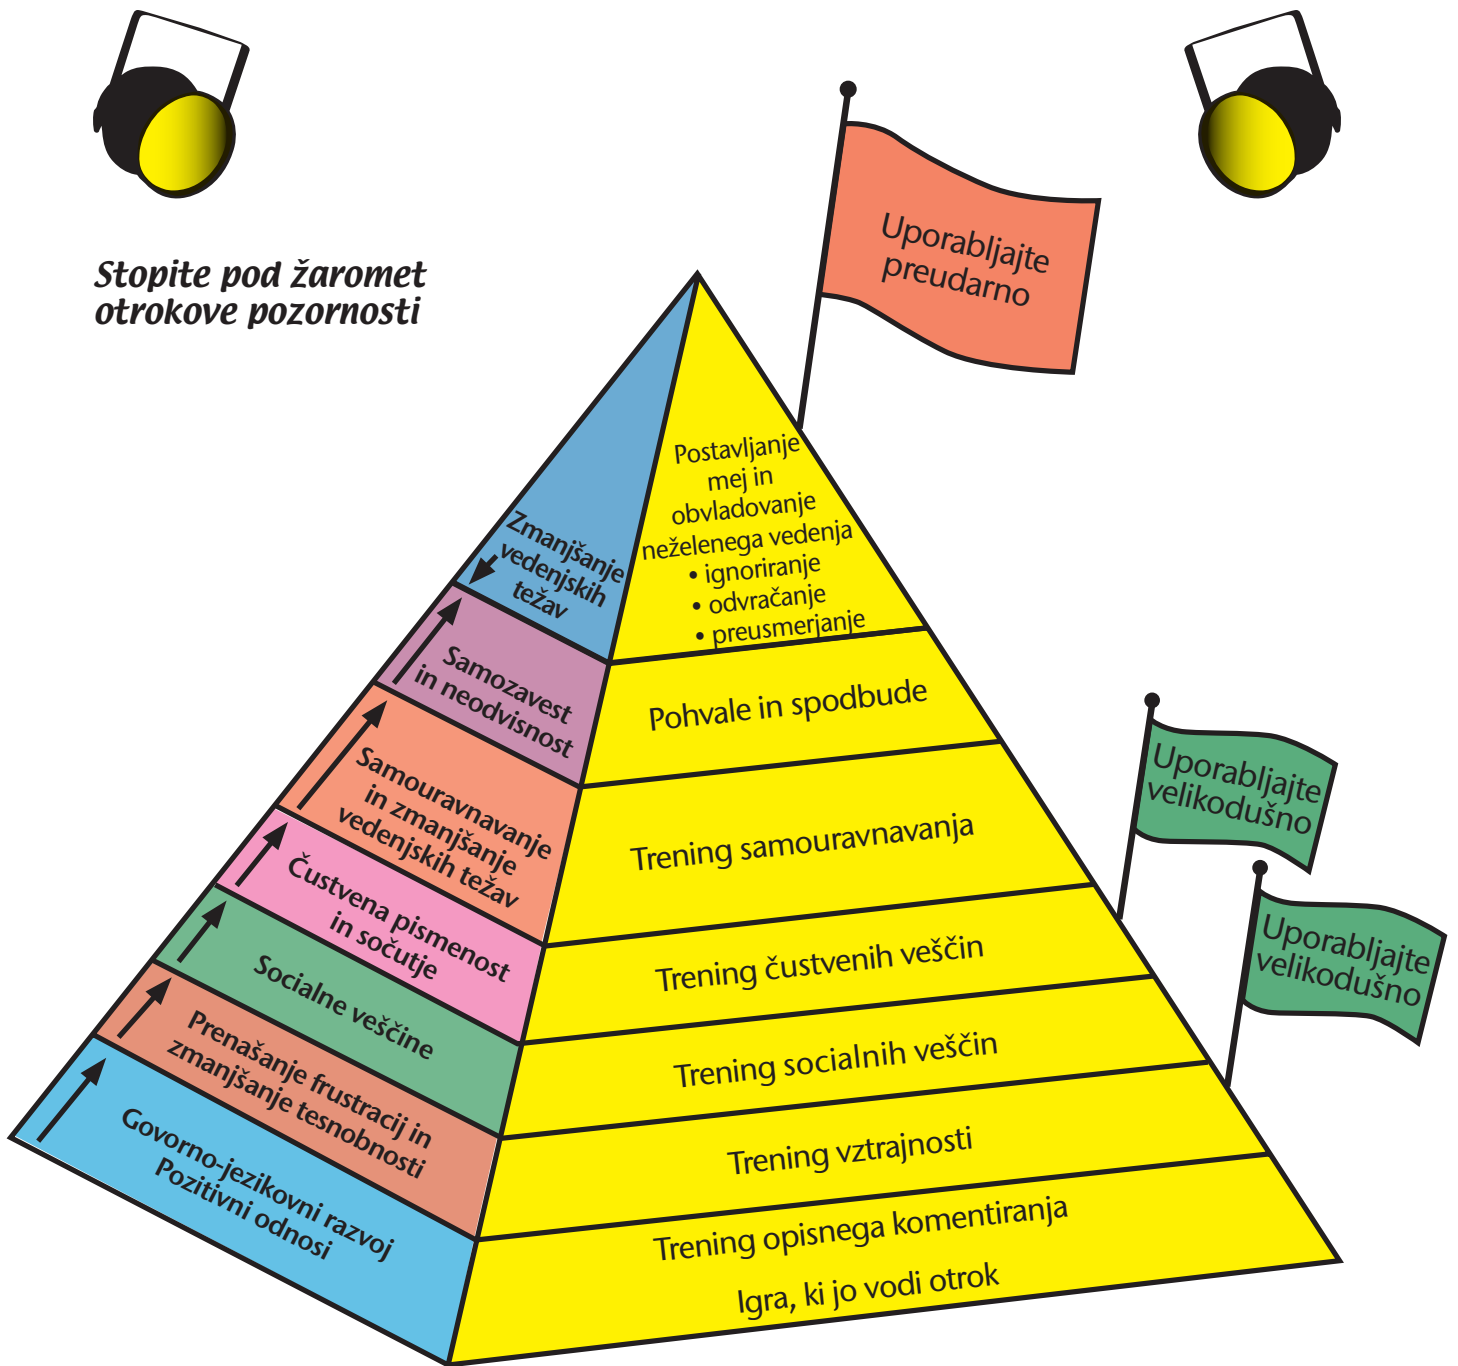 Stopite pod žaromet
otrokove pozornosti
Uporabljajte
preudarno
Zmanjšanje
vedenjskih
težav
Postavljanje
mej in
obvladovanje
neželenega vedenja
• ignoriranje
• odvračanje
• preusmerjanje
Samozavest
in neodvisnost
Pohvale in spodbude
Uporabljajte
velikodušno
Samouravnavanje
in zmanjšanje
vedenjskih težav
Trening samouravnavanja
Uporabljajte
velikodušno
Čustvena pismenost
in sočutje
Trening čustvenih veščin
Socialne veščine
Trening socialnih veščin
Prenašanje frustracij in
zmanjšanje tesnobnosti
Trening vztrajnosti
Govorno-jezikovni razvoj
Pozitivni odnosi
Trening opisnega komentiranja
Igra, ki jo vodi otrok